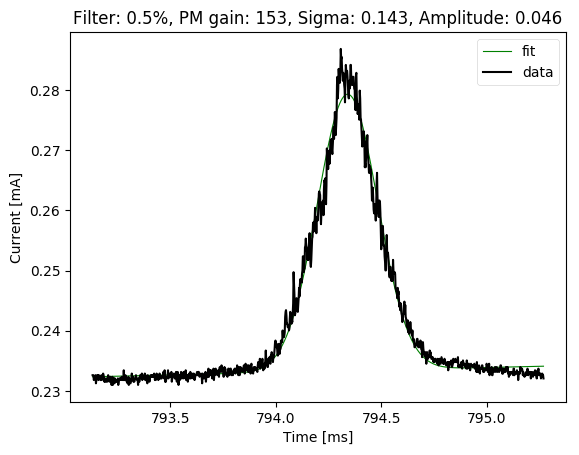 Filter: 0.5%, PM gain: 153, Sigma: 0.143, Amplitude: 0.046
fit
data
0.28
0.27
0.26
0.25
0.24
0.23
Current [mA]
793.5 794.0 794.5 795.0
Time [ms]